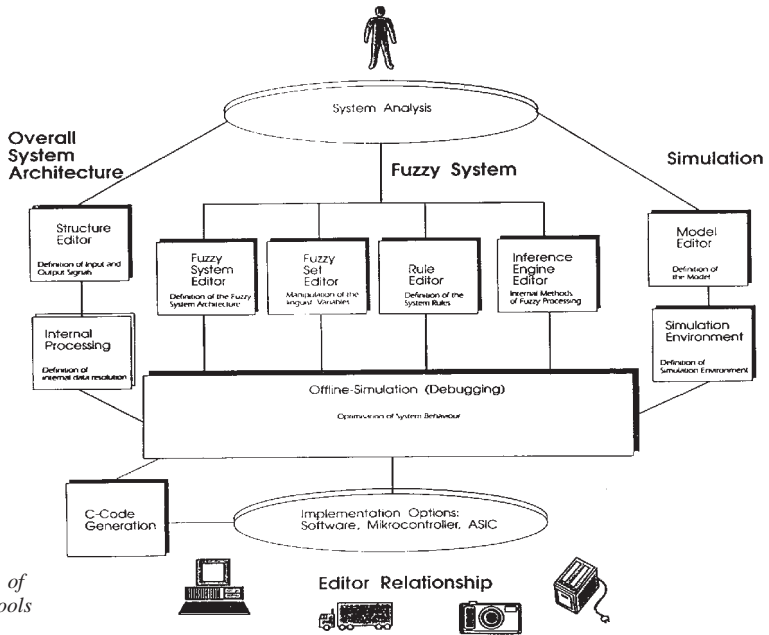 System Analysis
Overall
System
Architecture
Fuzzy System
Simulation
Structure
Editor
Definition of Input and
Output Signals
Fuzzy
System
Editor
Definition of the Fuzzy
System Architecture
Fuzzy
Set
Editor
Manipulation of the
linguist. Variables
Rule
Editor
Definition of the
System Rules
Inference
Engine
Editor
Internal Methods
of Fuzzy Processing
Model
Editor
Definition of
the Model
Internal
Processing
Definition of
internal data resolution
Simulation
Environment
Definition of
Simulation Environment
Offline-Simulation (Debugging)
Optimisation of System Behaviour
C-Code
Generation
Implementation Options:
Software, Mikrocontroller, ASIC
Editor Relationship
of
ools